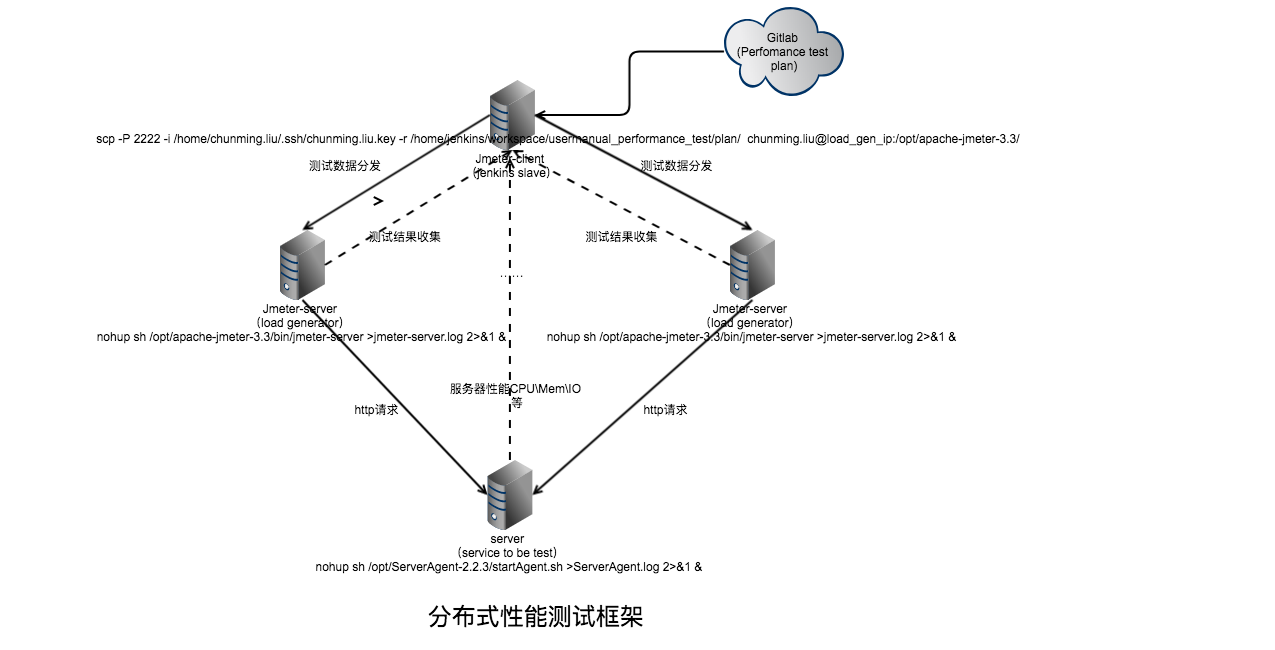 Gitlab
(Perfomance test
plan)
scp -P 2222 -i /home/chunming.liu/.ssh/chunming.liu.key -r /home/jenkins/workspace/usermanual_performance_test/plan/ chunming.liu@load_gen_ip:/opt/apache-jmeter-3.3/
Jmeter-client
(jenkins slave)
测试数据分发
测试数据分发
测试结果收集
测试结果收集
……
Jmeter-server
(load generator)
nohup sh /opt/apache-jmeter-3.3/bin/jmeter-server >jmeter-server.log 2>&1 &
Jmeter-server
(load generator)
nohup sh /opt/apache-jmeter-3.3/bin/jmeter-server >jmeter-server.log 2>&1 &
服务器性能CPU\Mem\IO
等
http请求
http请求
server
(service to be test)
nohup sh /opt/ServerAgent-2.2.3/startAgent.sh >ServerAgent.log 2>&1 &
分布式性能测试框架